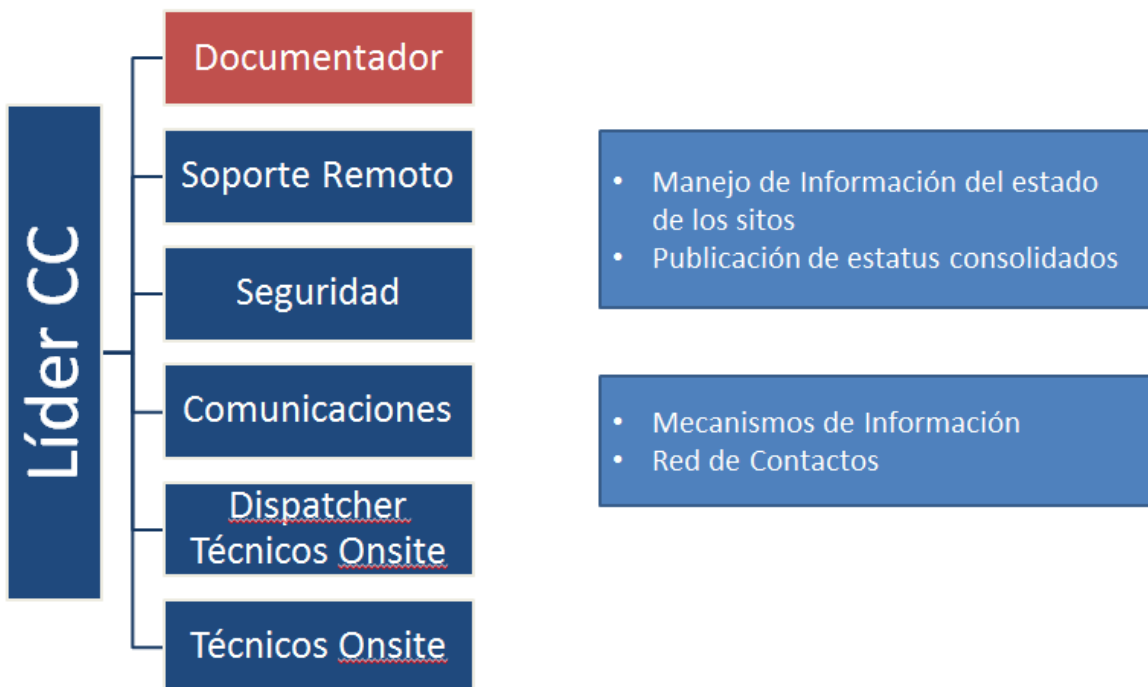 Líder CC
Documentador
Soporte Remoto
Seguridad
Comunicaciones
Dispatcher
Técnicos Onsite
Técnicos Onsite
• Manejo de Información del estado
de los sitos
• Publicación de estatus consolidados
• Mecanismos de Información
• Red de Contactos